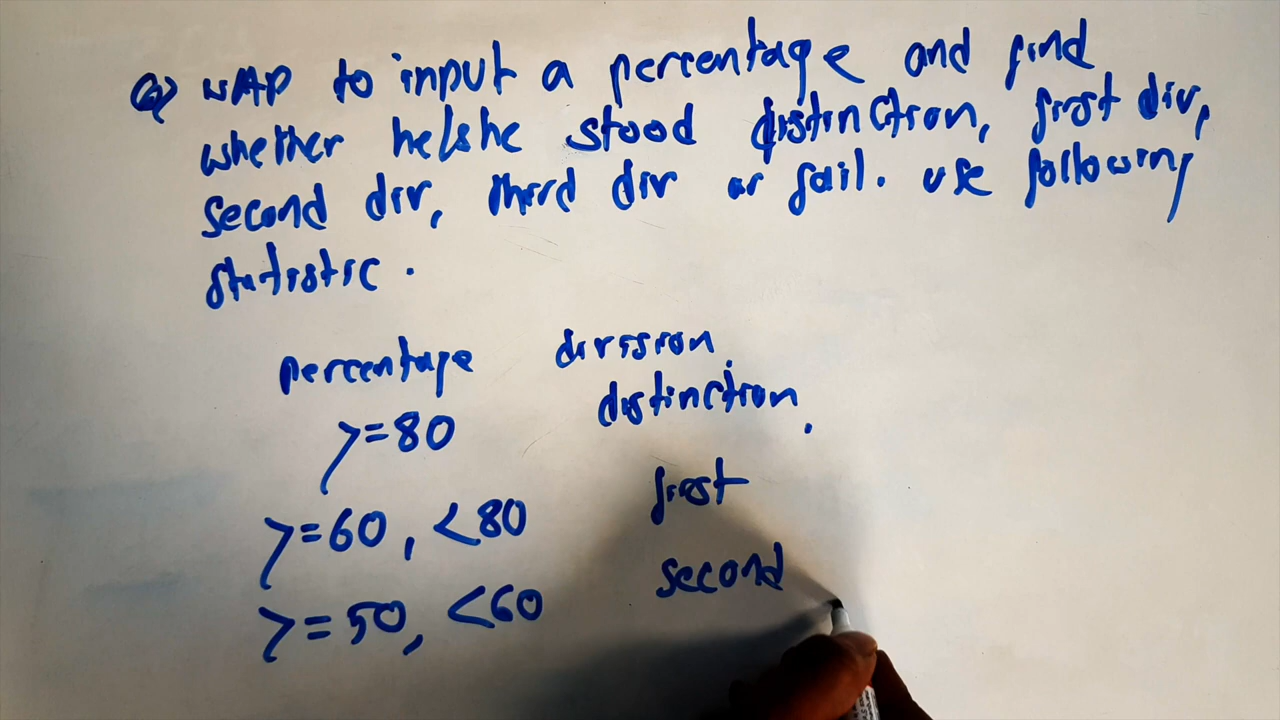 Q) WAP to input a percentage and find
whether he/she stood distinction, first div,
second div, third div or fail. use following
statistic.
percentage division.
>=80 distinction.
>=60, <80 first
>=50, <60 second